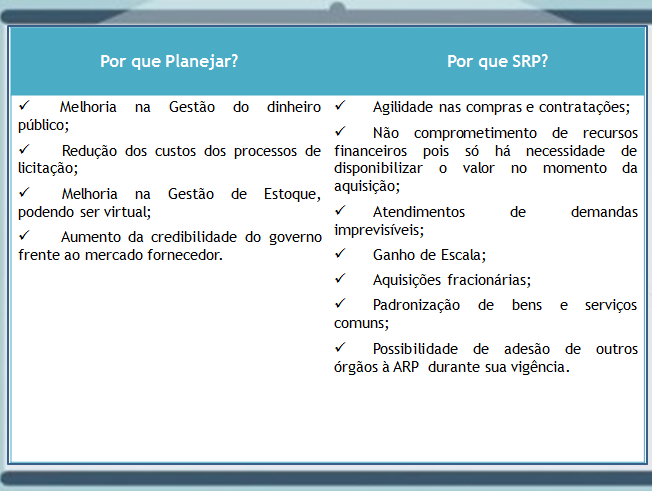 Por que Planejar?
✓ Melhoria na Gestão do dinheiro
público;
✓ Redução dos custos dos processos de
licitação;
✓ Melhoria na Gestão de Estoque,
podendo ser virtual;
✓ Aumento da credibilidade do governo
frente ao mercado fornecedor.
Por que SRP?
✓ Agilidade nas compras e contratações;
✓ Não comprometimento de recursos
financeiros pois só há necessidade de
disponibilizar o valor no momento da
aquisição;
✓ Atendimentos de demandas
imprevisíveis;
✓ Ganho de Escala;
✓ Aquisições fracionárias;
✓ Padronização de bens e serviços
comuns;
✓ Possibilidade de adesão de outros
órgãos à ARP durante sua vigência.